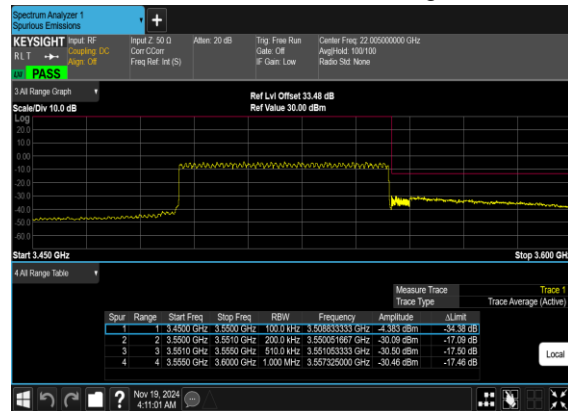 Spectrum Analyzer 1
Spurious Emissions
KEYSIGHT Input: RF Input Z: 50 Ω Atten: 20 dB Trig: Free Run Center Freq: 22.005000000 GHz
RLT Coupling: DC Corr CCorr Gate: Off Avg|Hold: 100/100
Align: Off Freq Ref: Int (S) IF Gain: Low Radio Std: None
PASS
3 All Range Graph
Ref Lvl Offset 33.48 dB
Scale/Div 10.0 dB Ref Value 30.00 dBm
Log
20.0
10.0
0.00
-10.0
-20.0
-30.0
-40.0
-50.0
-60.0
Start 3.450 GHz Stop 3.600 GHz
4 All Range Table
Measure Trace Trace 1
Trace Type Trace Average (Active)
Spur Range Start Freq Stop Freq RBW Frequency Amplitude ΔLimit
1 1 3.4500 GHz 3.5500 GHz 100.0 kHz 3.508833333 GHz -4.383 dBm -34.38 dB
2 2 3.5500 GHz 3.5510 GHz 200.0 kHz 3.550051667 GHz -30.09 dBm -17.09 dB
3 3 3.5510 GHz 3.5550 GHz 510.0 kHz 3.551053333 GHz -30.50 dBm -17.50 dB
4 4 3.5550 GHz 3.6000 GHz 1.000 MHz 3.557325000 GHz -30.46 dBm -17.46 dB
Local
? Nov 19, 2024
4:11:01 AM